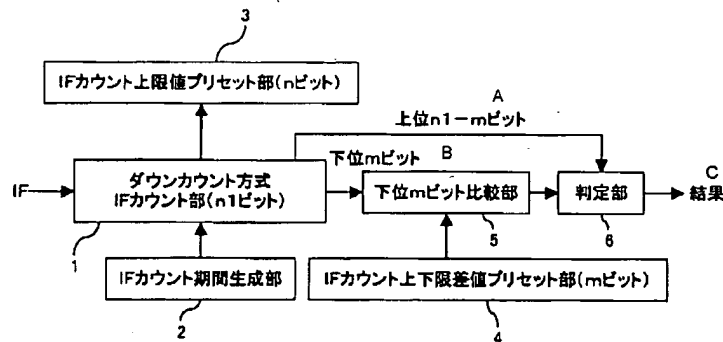 3
IFカウント上限値プリセット部(nビット)
A
上位n1-mビット
下位mビット
B
IF
ダウンカウント方式
IFカウント部(n1ビット)
下位mビット比較部
判定部
C
結果
1
5
6
IFカウント期間生成部
IFカウント上下限差値プリセット部(mビット)
2
4